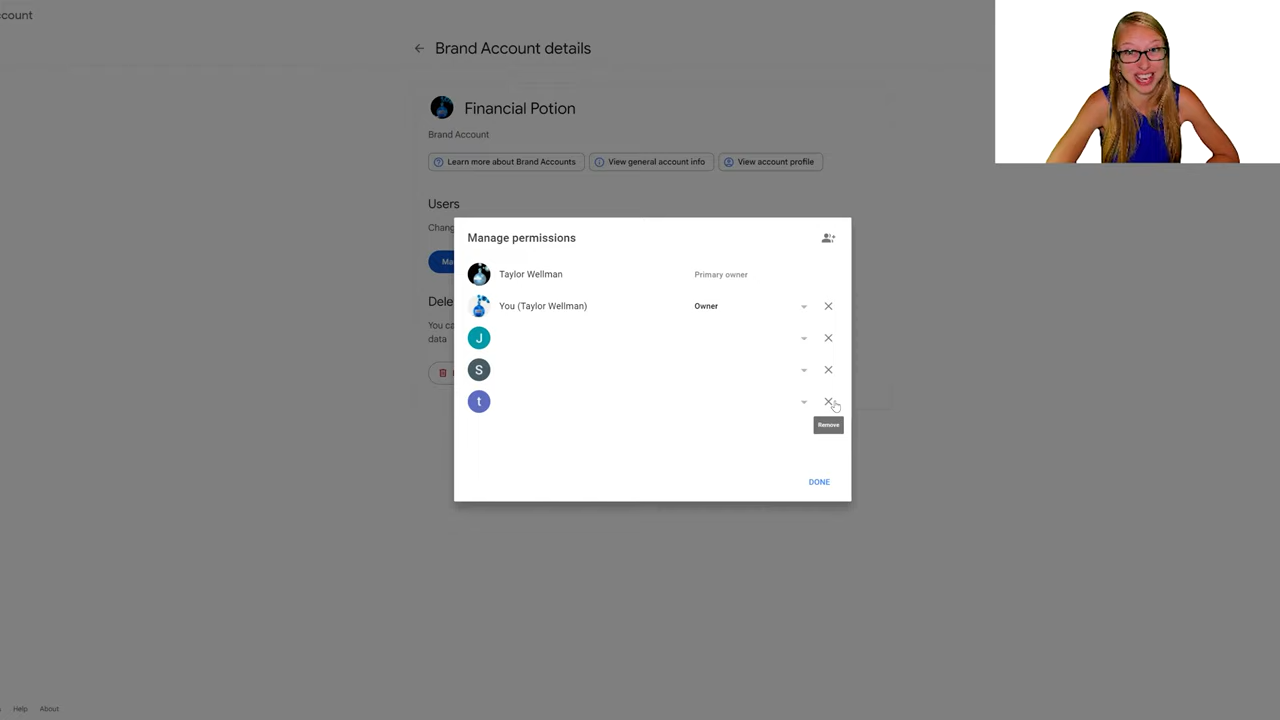 ccount
Brand Account details
Financial Potion
Brand Account
Learn more about Brand Accounts
View general account info
View account profile
Users
Chang
Manage permissions
Ma
Taylor Wellman
Primary owner
You (Taylor Wellman)
Owner
Dele
You ca
data
J
S
t
Remove
DONE
Help
About